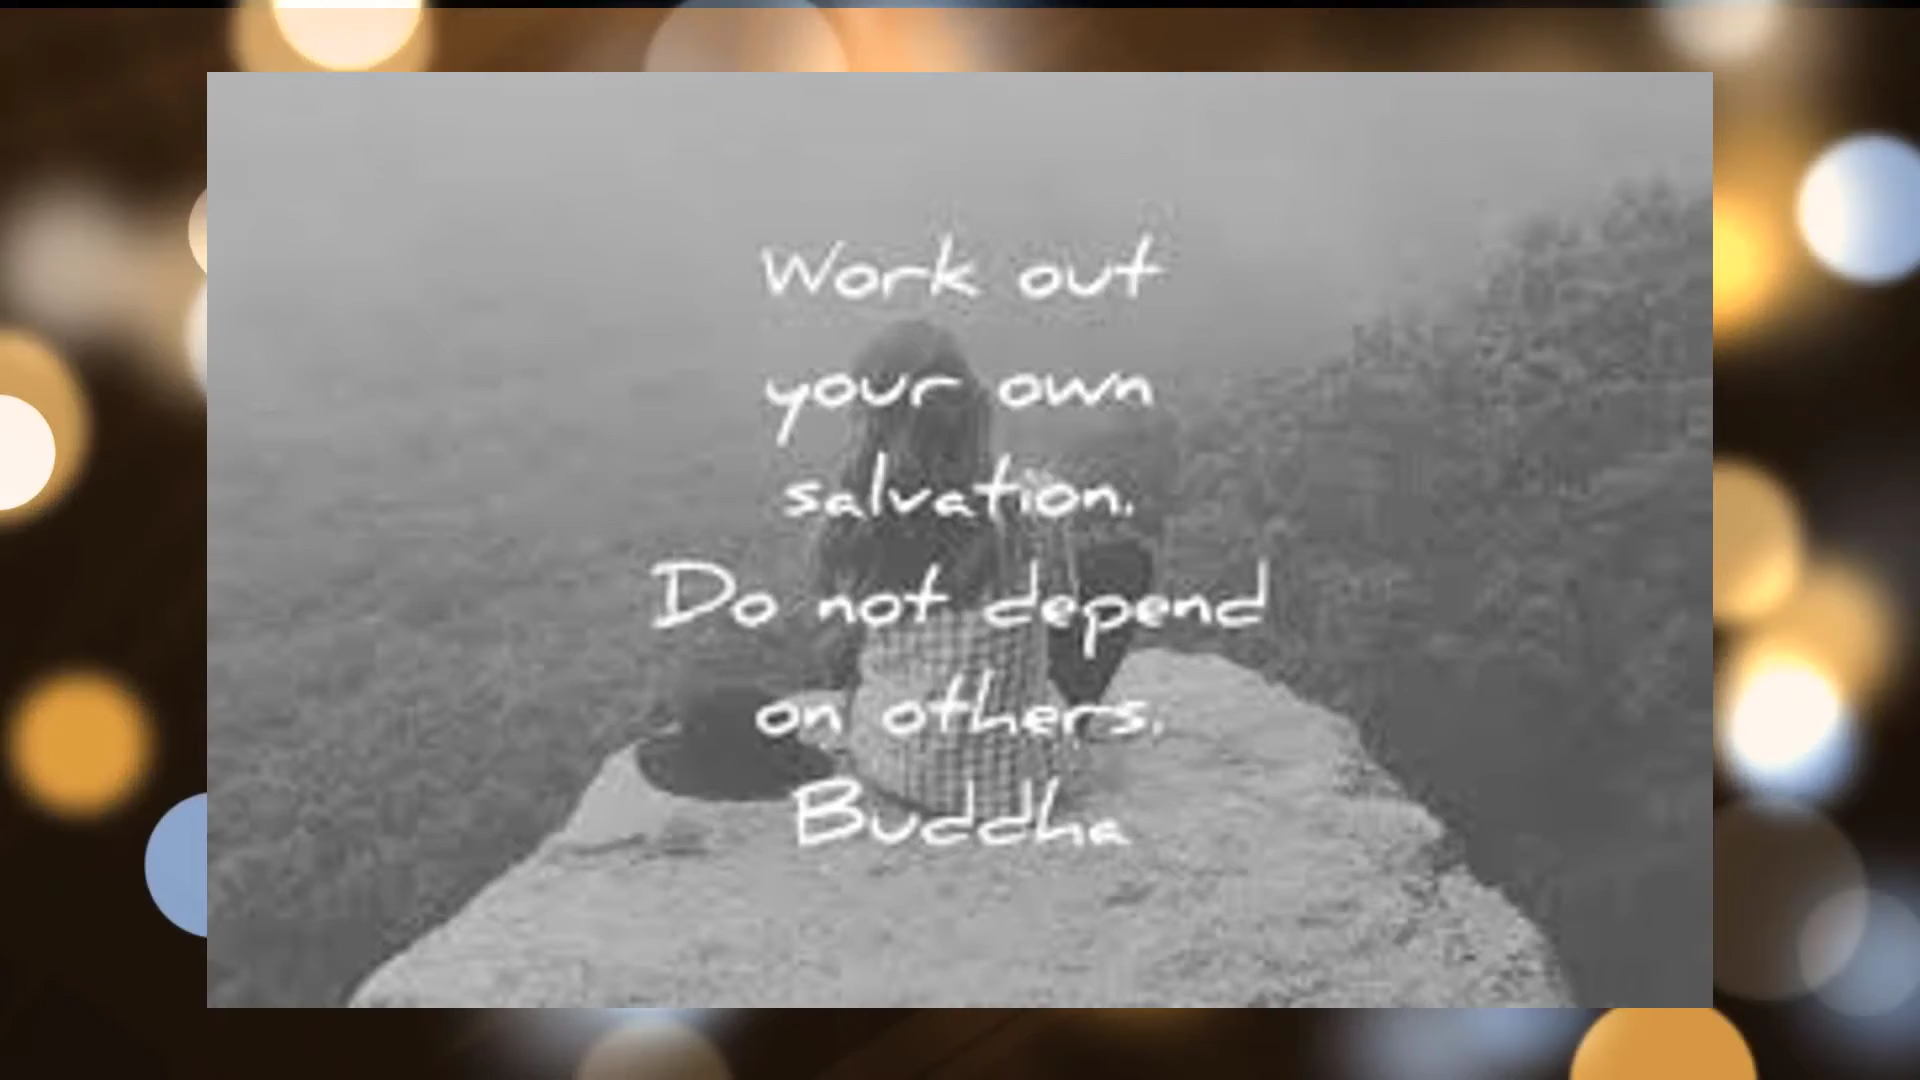 Work out
your own
salvation.
Do not depend
on others.
Buddha